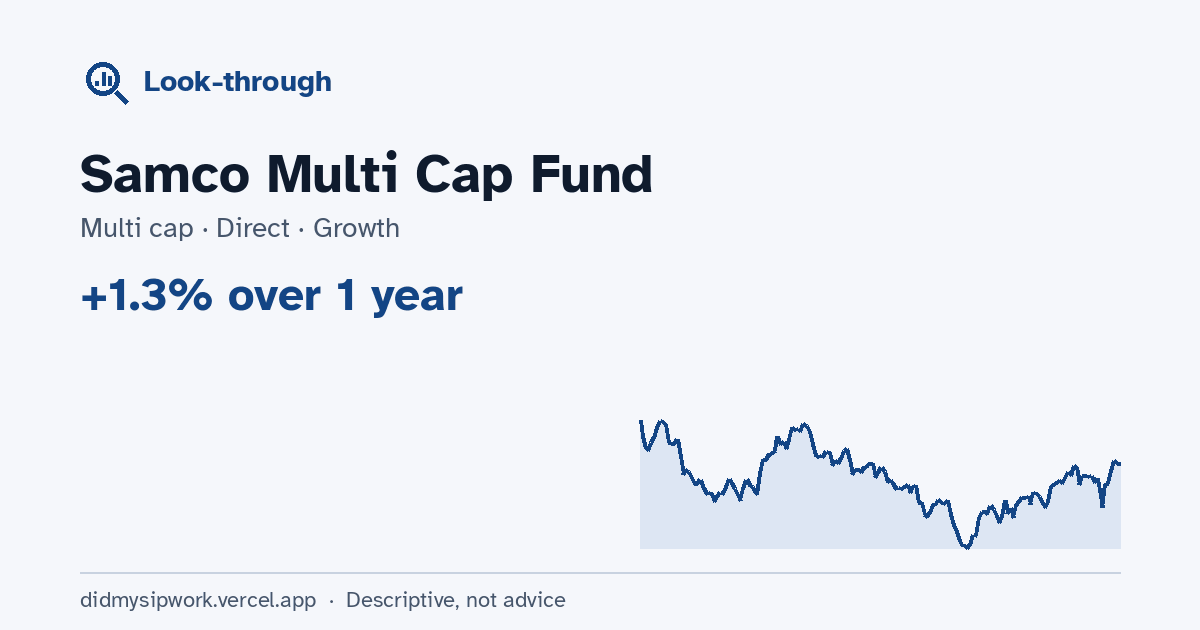 Look-through
Samco Multi Cap Fund
Multi cap · Direct · Growth
+1.3% over 1 year
didmysipwork.vercel.app · Descriptive, not advice